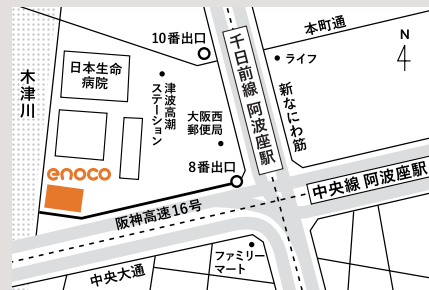 本町通
N
10番出口
千日前線 阿波座駅
ライフ
木津川
日本生命
病院
津波高潮
ステーション
大阪西
郵便局
新なにわ筋
8番出口
enoco
中央線 阿波座駅
阪神高速16号
中央大通
ファミリー
マート